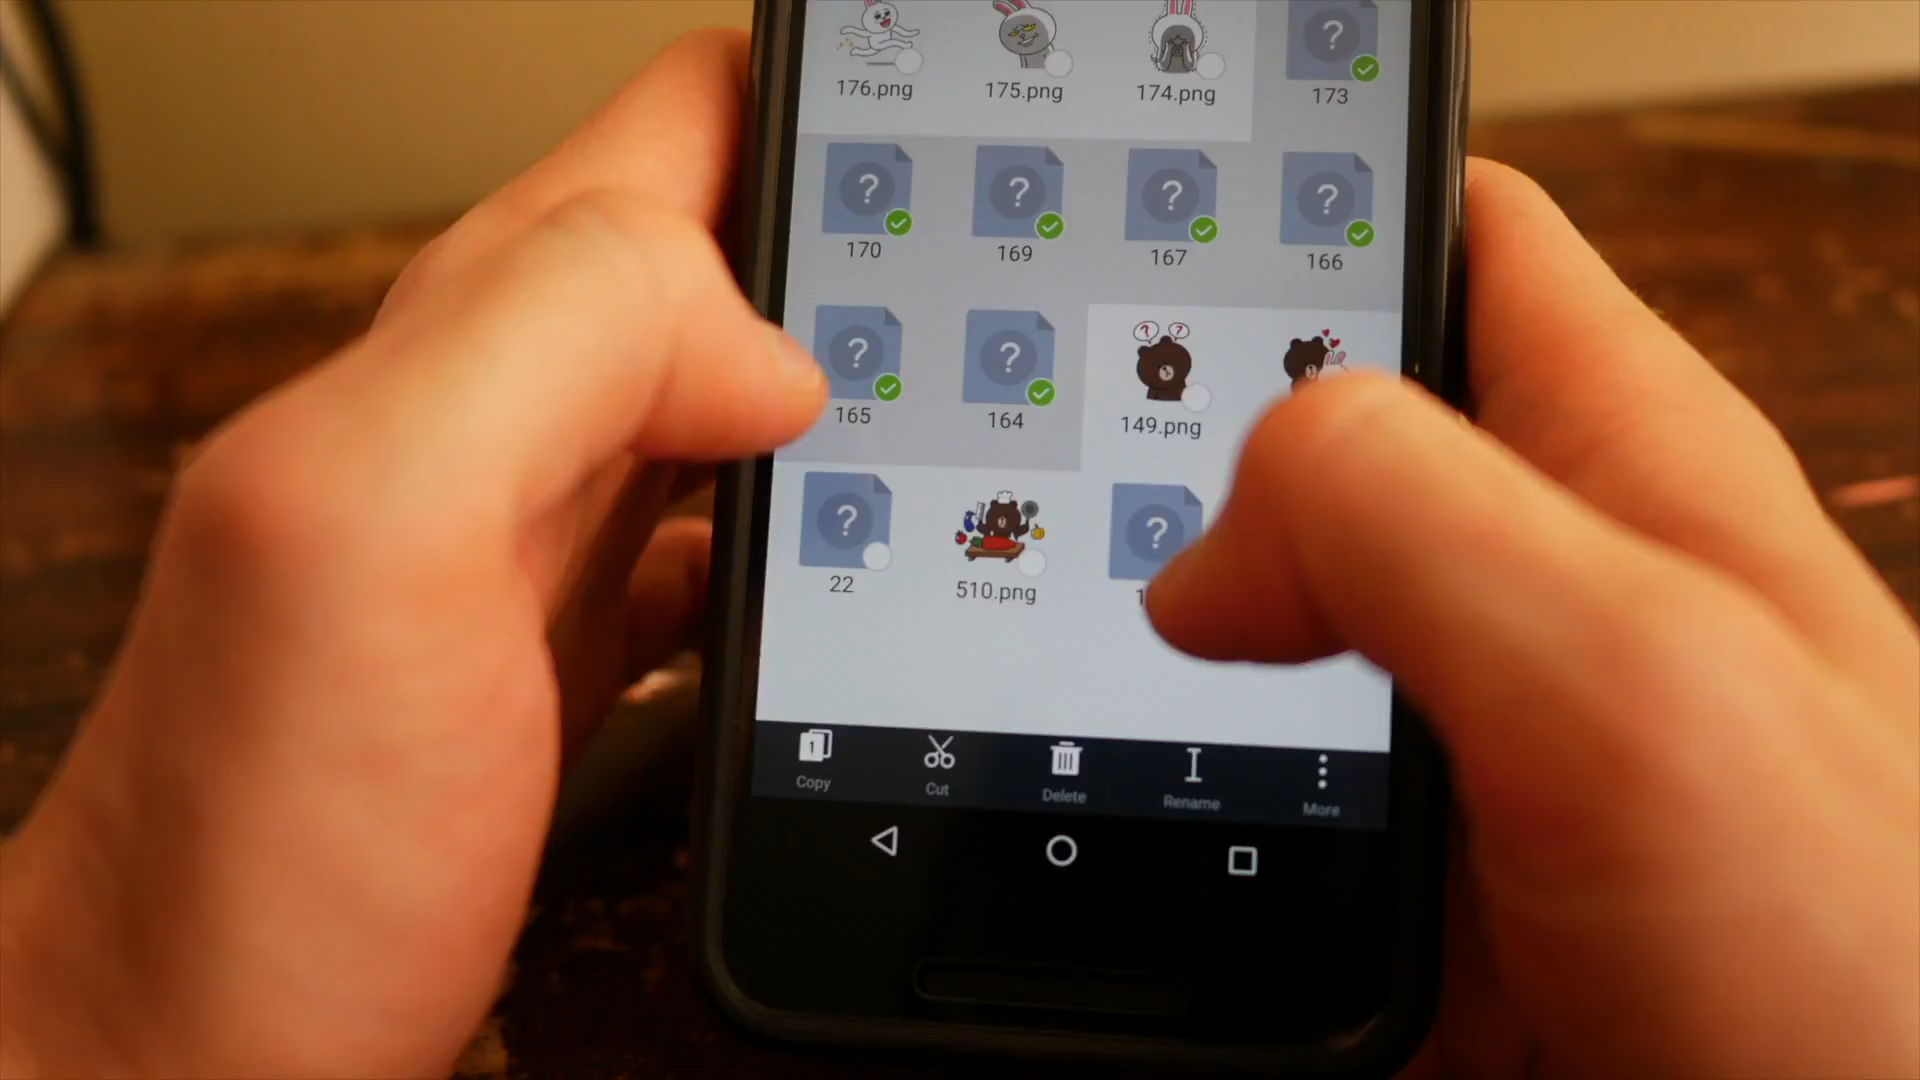 176.png 175.png 174.png ? 173
? ? ? ?
170 169 167 166
? ? ? ?
165 164 149.png
? ?
22 510.png
1
Copy Cut Delete Rename More